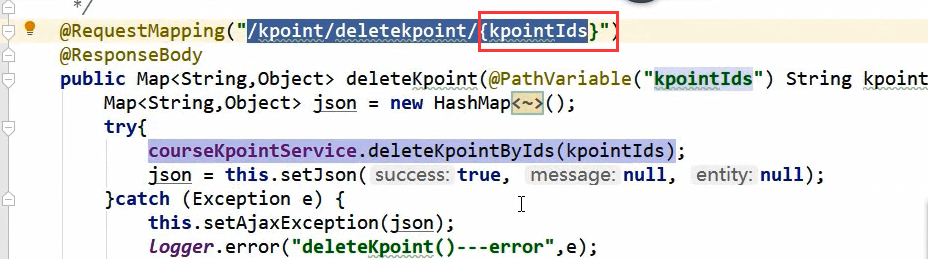 */
@RequestMapping("/kpoint/deletekpoint/{kpointIds}")
@ResponseBody
public Map<String,Object> deleteKpoint(@PathVariable("kpointIds") String kpoint
Map<String,Object> json = new HashMap<~>();
try{
courseKpointService.deleteKpointByIds(kpointIds);
json = this.setJson( success: true, message: null, entity: null);
}catch (Exception e) {
this.setAjaxException(json);
logger.error("deleteKpoint()---error",e);